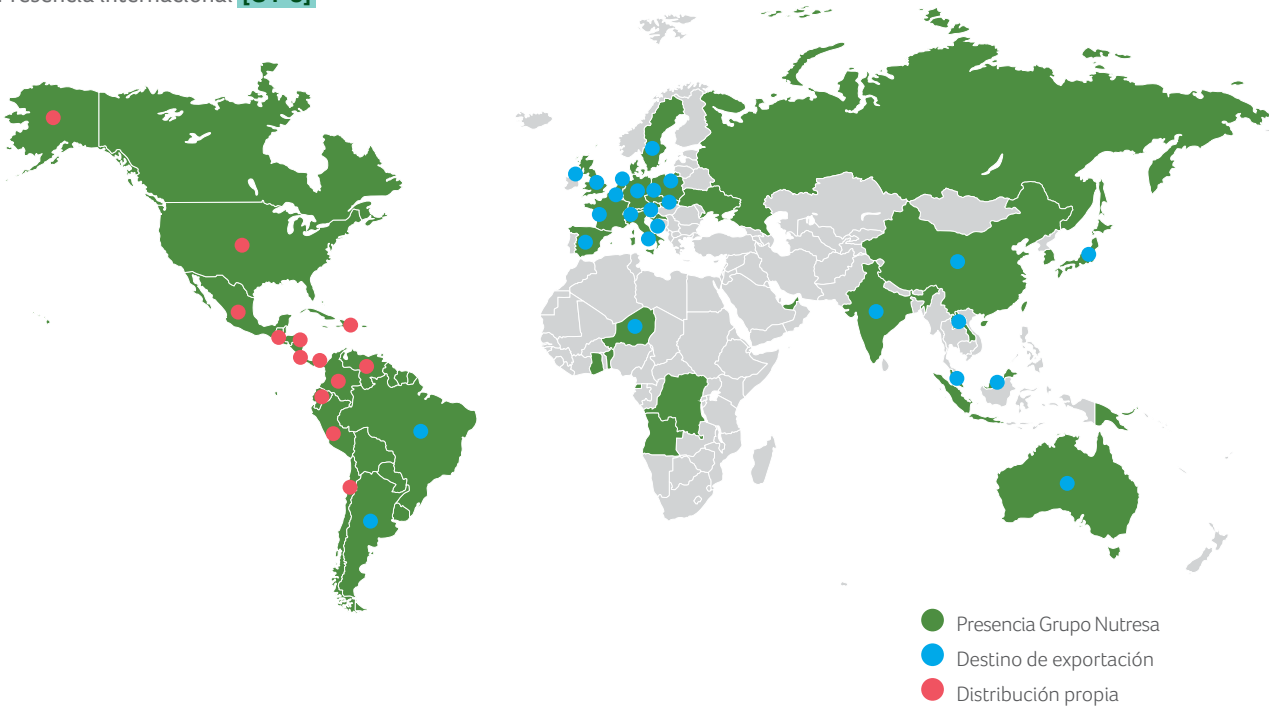 Presencia Grupo Nutresa
Destino de exportación
Distribución propia